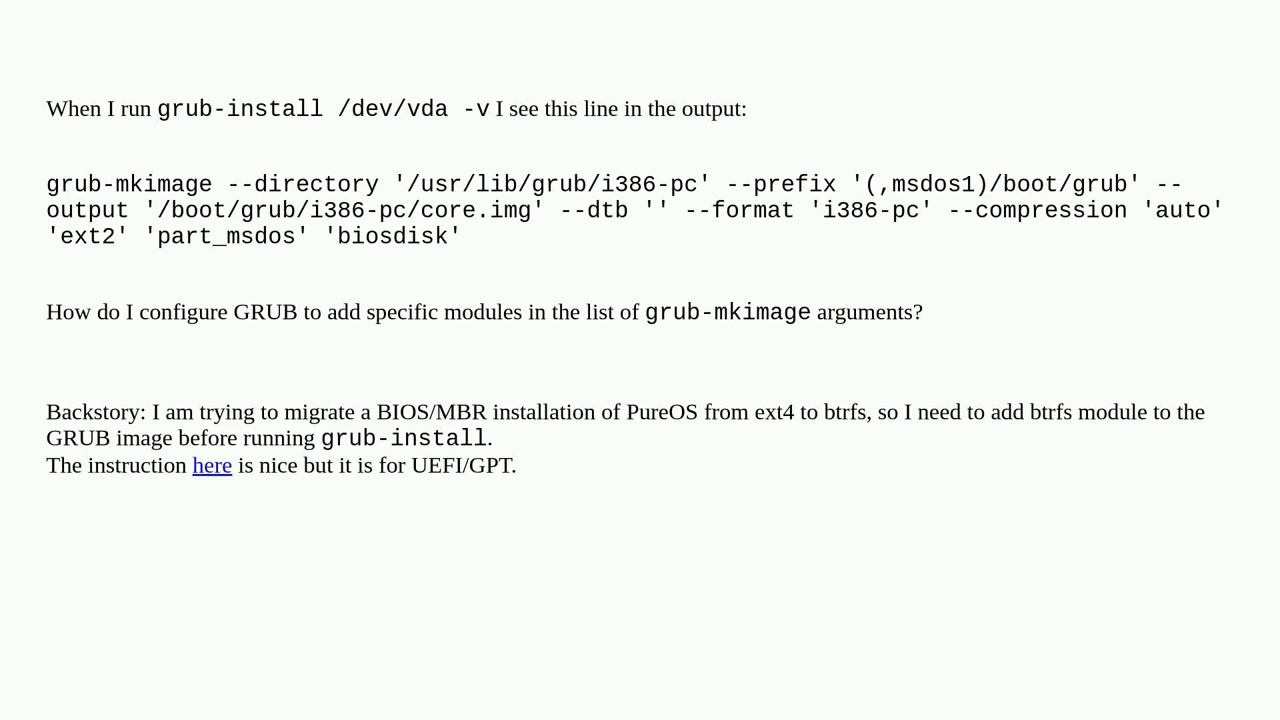 When I run grub-install /dev/vda -v I see this line in the output:
grub-mkimage --directory '/usr/lib/grub/i386-pc' --prefix '(,msdos1)/boot/grub' --
output '/boot/grub/i386-pc/core.img' --dtb '' --format 'i386-pc' --compression 'auto'
'ext2' 'part_msdos' 'biosdisk'
How do I configure GRUB to add specific modules in the list of grub-mkimage arguments?
Backstory: I am trying to migrate a BIOS/MBR installation of PureOS from ext4 to btrfs, so I need to add btrfs module to the
GRUB image before running grub-install.
The instruction here is nice but it is for UEFI/GPT.